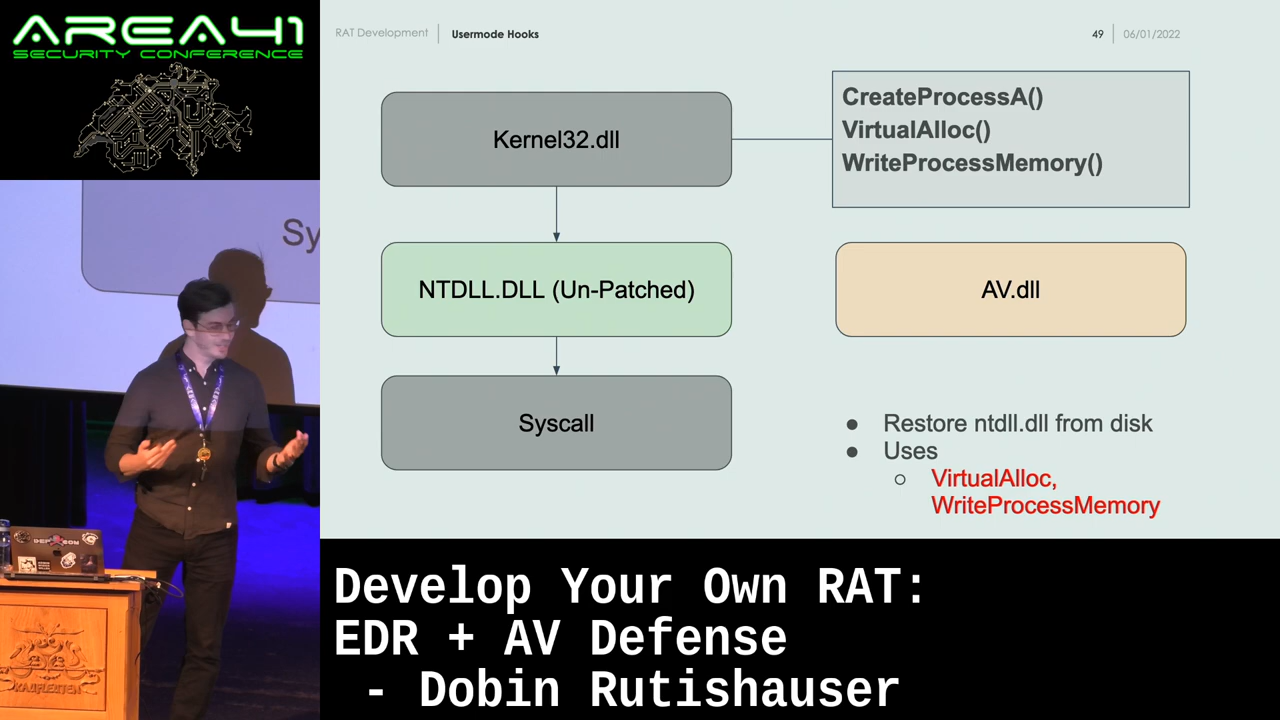 AREA41
SECURITY CONFERENCE
RAT Development
Usermode Hooks
49
06/01/2022
Kernel32.dll
CreateProcessA()
VirtualAlloc()
WriteProcessMemory()
NTDLL.DLL (Un-Patched)
AV.dll
Syscall
● Restore ntdll.dll from disk
● Uses
○ VirtualAlloc,
WriteProcessMemory
Sy
KAUFLEUTEN
Develop Your Own RAT:
EDR + AV Defense
- Dobin Rutishauser